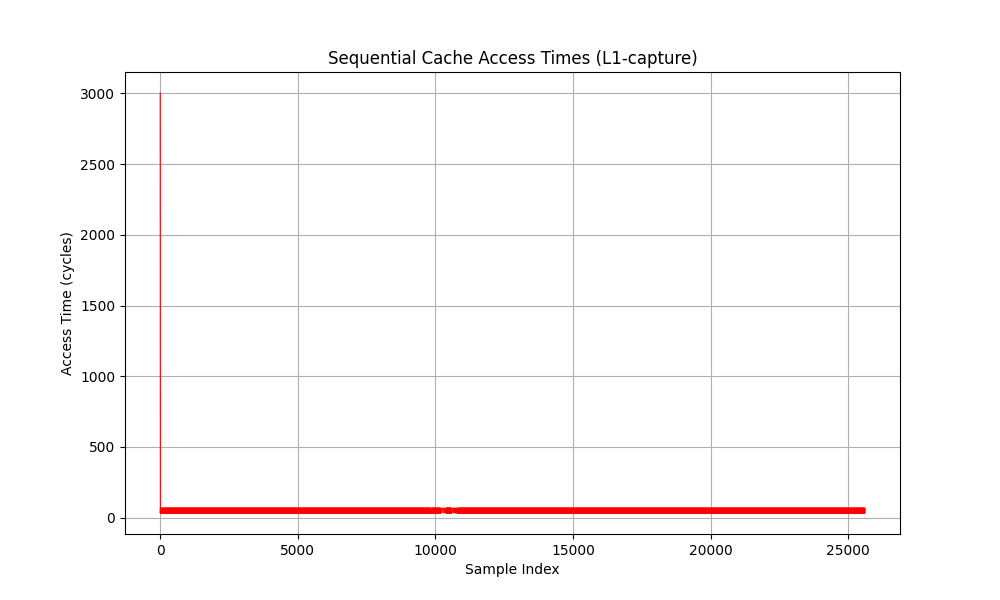 Sequential Cache Access Times (L1-capture)
3000
2500
2000
1500
1000
500
0
Access Time (cycles)
0 5000 10000 15000 20000 25000
Sample Index